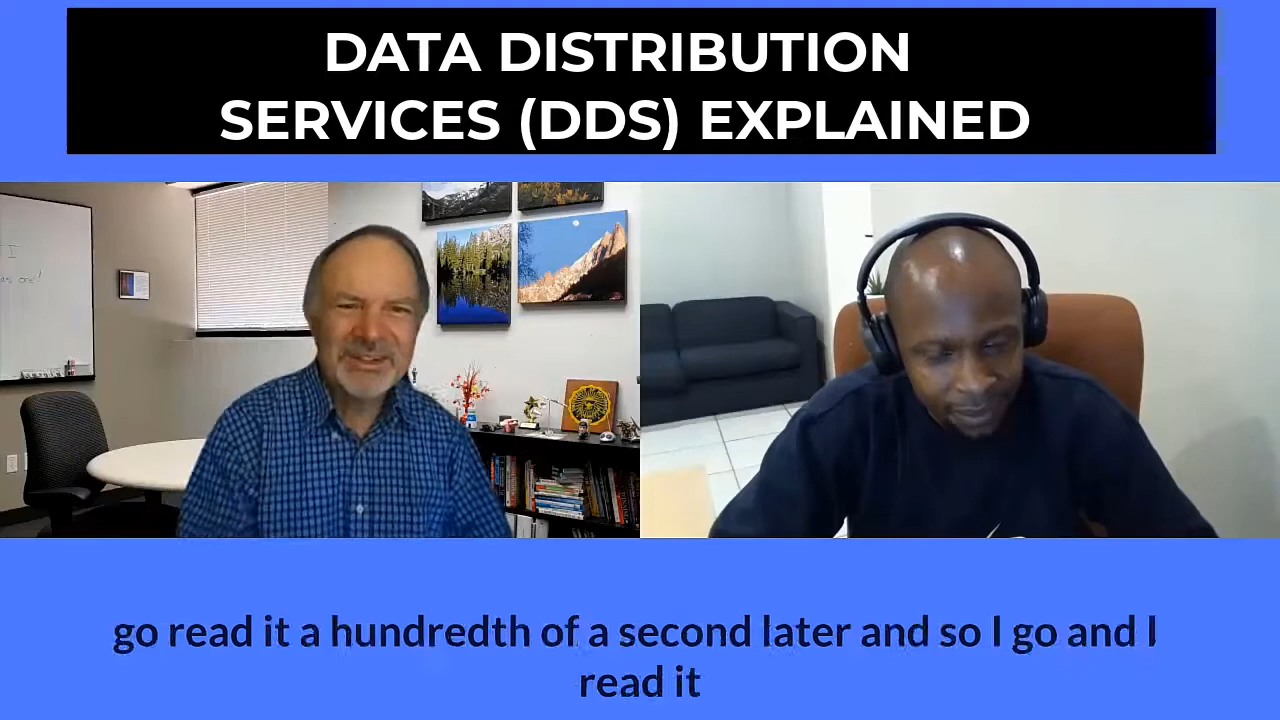 DATA DISTRIBUTION
SERVICES (DDS) EXPLAINED
go read it a hundredth of a second later and so I go and I
read it